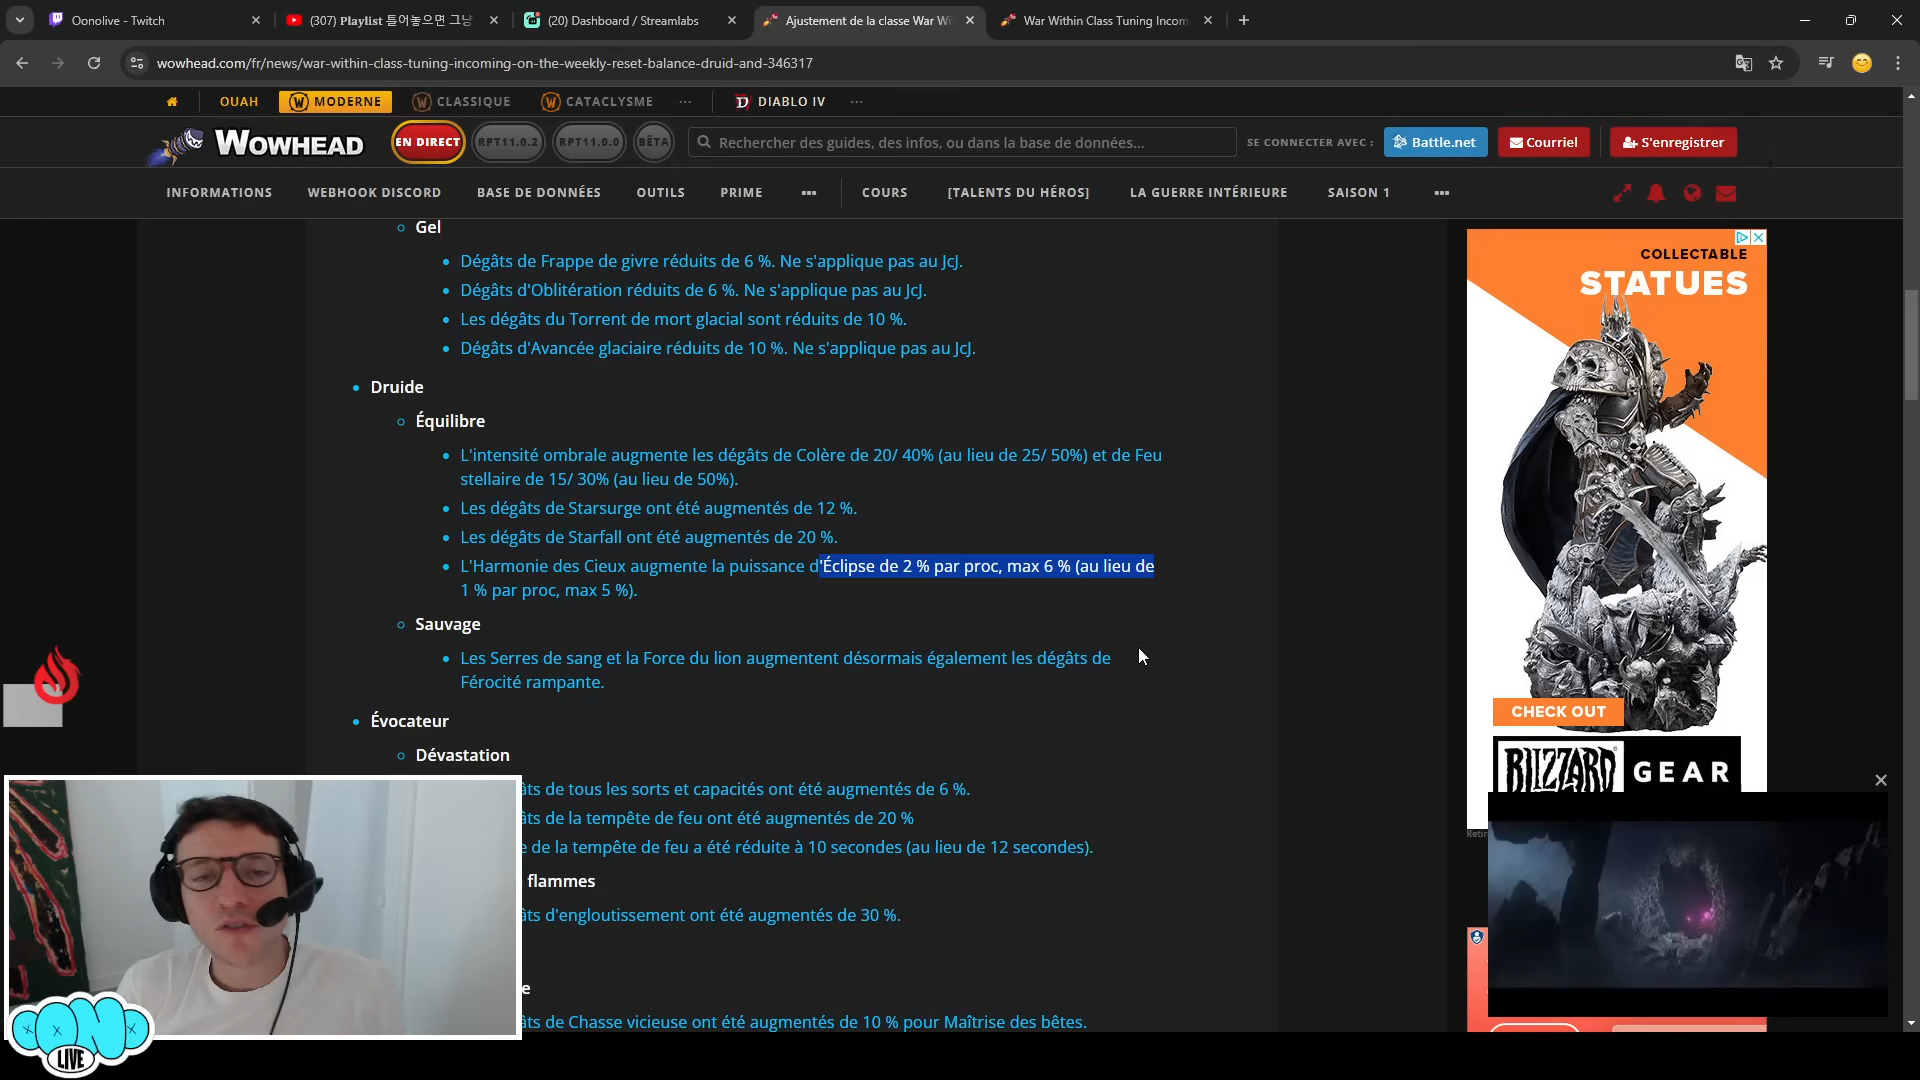 Oonolive - Twitch
(307) Playlist 틀어놓으면 그냥
(20) Dashboard / Streamlabs
Ajustement de la classe War Wi
War Within Class Tuning Incom
wowhead.com/fr/news/war-within-class-tuning-incoming-on-the-weekly-reset-balance-druid-and-346317
OUAH
MODERNE
CLASSIQUE
CATACLYSME
DIABLO IV
WOWHEAD
EN DIRECT
RPT11.0.2
RPT11.0.0
BÊTA
Rechercher des guides, des infos, ou dans la base de données...
SE CONNECTER AVEC :
Battle.net
Courriel
S'enregistrer
INFORMATIONS
WEBHOOK DISCORD
BASE DE DONNÉES
OUTILS
PRIME
COURS
[TALENTS DU HÉROS]
LA GUERRE INTÉRIEURE
SAISON 1
Gel
Dégâts de Frappe de givre réduits de 6 %. Ne s'applique pas au JcJ.
Dégâts d'Oblitération réduits de 6 %. Ne s'applique pas au JcJ.
Les dégâts du Torrent de mort glacial sont réduits de 10 %.
Dégâts d'Avancée glaciaire réduits de 10 %. Ne s'applique pas au JcJ.
Druide
Équilibre
L'intensité ombrale augmente les dégâts de Colère de 20/ 40% (au lieu de 25/ 50%) et de Feu
stellaire de 15/ 30% (au lieu de 50%).
Les dégâts de Starsurge ont été augmentés de 12 %.
Les dégâts de Starfall ont été augmentés de 20 %.
L'Harmonie des Cieux augmente la puissance d'Éclipse de 2 % par proc, max 6 % (au lieu de
1 % par proc, max 5 %).
Sauvage
Les Serres de sang et la Force du lion augmentent désormais également les dégâts de
Férocité rampante.
Évocateur
Dévastation
âts de tous les sorts et capacités ont été augmentés de 6 %.
âts de la tempête de feu ont été augmentés de 20 %
e de la tempête de feu a été réduite à 10 secondes (au lieu de 12 secondes).
flammes
âts d'engloutissement ont été augmentés de 30 %.
e
âts de Chasse vicieuse ont été augmentés de 10 % pour Maîtrise des bêtes.
COLLECTABLE
STATUES
CHECK OUT
BLIZZARD GEAR
ONO
LIVE